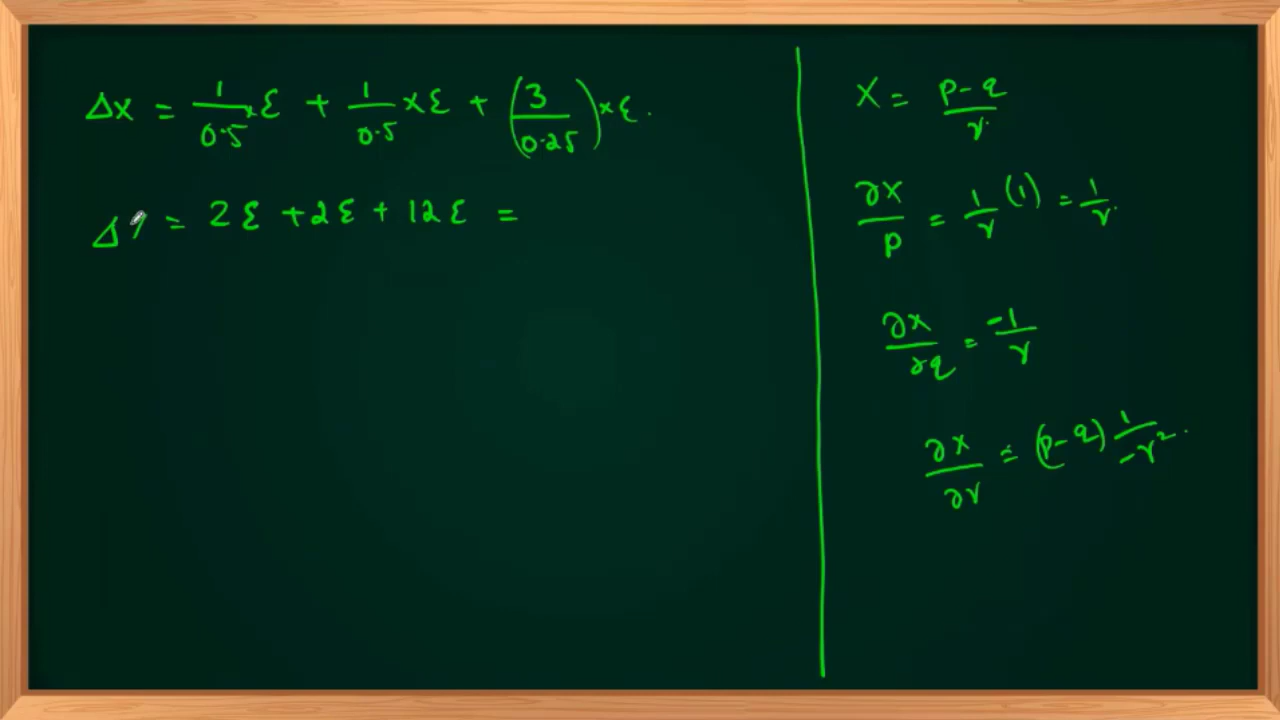 Δx = 1/0.5 × ε + 1/0.5 × ε + (3/0.25) × ε.
= 2ε + 2ε + 12ε =
x = p-q/r.
∂x/p = 1/r (1) = 1/r.
∂x/∂q = -1/r
∂x/∂r = (p-q) 1/-r².